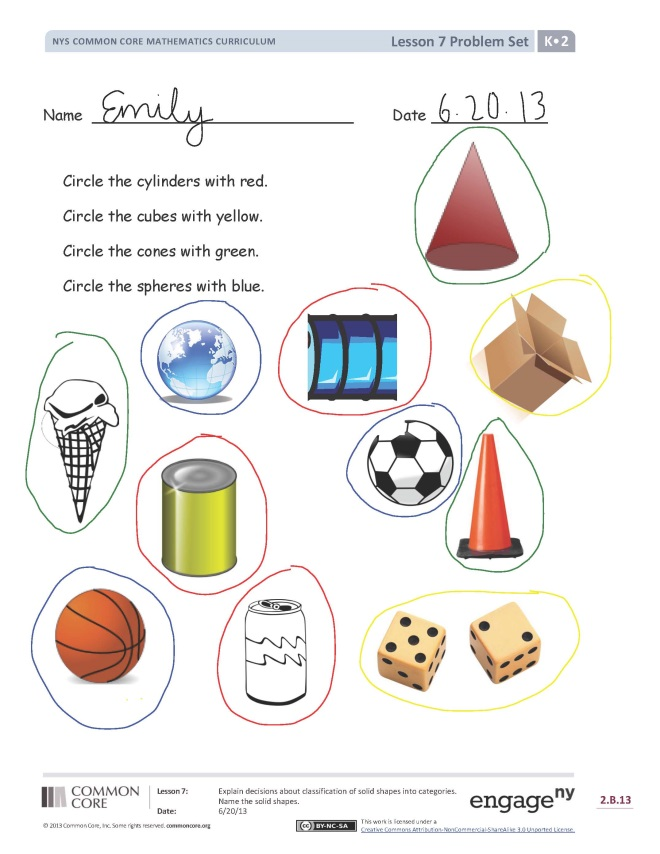 NYS COMMON CORE MATHEMATICS CURRICULUM Lesson 7 Problem Set K•2
Name Emily Date 6.20.13
Circle the cylinders with red.
Circle the cubes with yellow.
Circle the cones with green.
Circle the spheres with blue.
COMMON CORE
Lesson 7: Explain decisions about classification of solid shapes into categories.
Name the solid shapes.
Date: 6/20/13
engageny
2.B.13
© 2013 Common Core, Inc. Some rights reserved. commoncore.org
cc BY-NC-SA
This work is licensed under a
Creative Commons Attribution-NonCommercial-ShareAlike 3.0 Unported License.